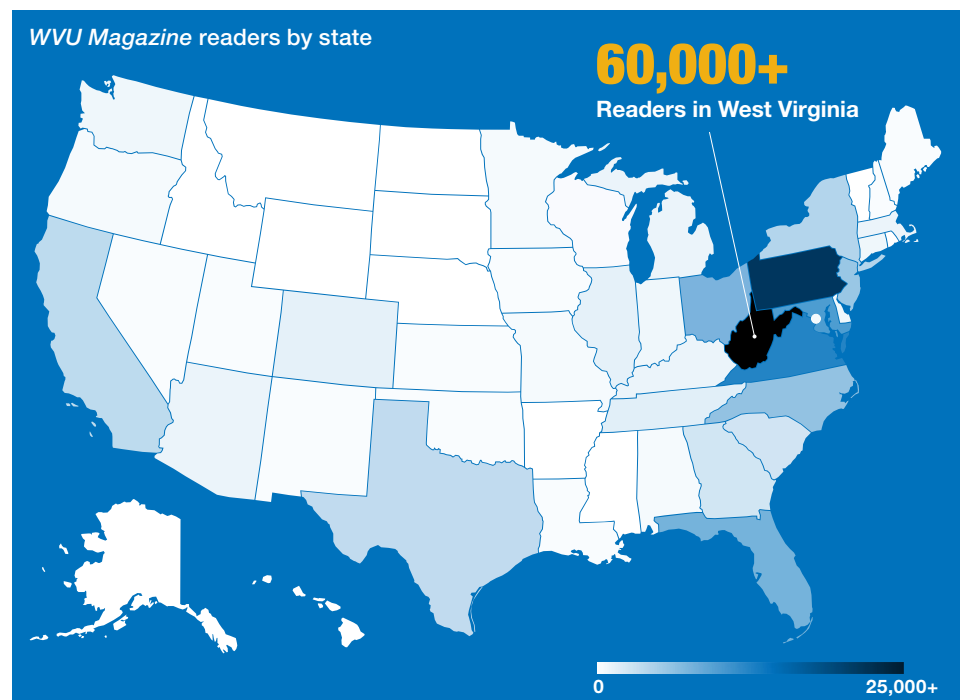 WVU Magazine readers by state
60,000+
Readers in West Virginia
0
25,000+